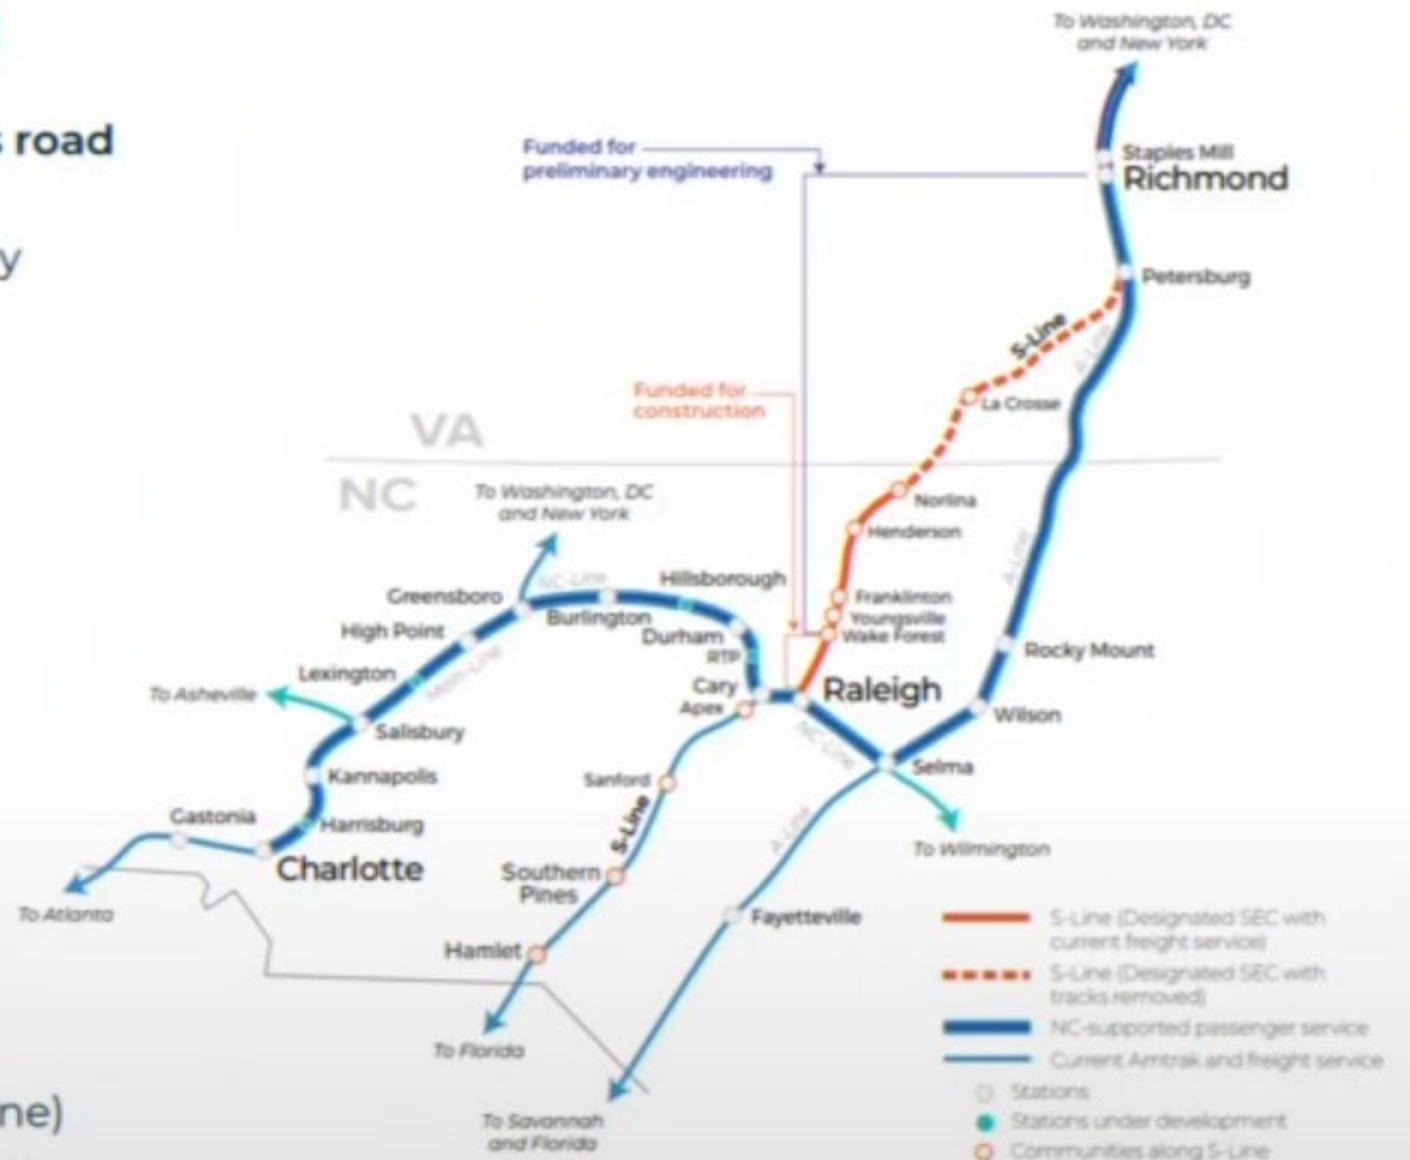 To Washington, DC
and New York
s road
Funded for
preliminary engineering
Staples Mill
Richmond
y
Petersburg
S-Line
A-Line
Funded for
construction
La Crosse
VA
NC
To Washington, DC
and New York
Norlina
Henderson
A-Line
NC-Line
Hillsborough
Greensboro
Burlington
Franklinton
Youngsville
Wake Forest
High Point
Durham
RTP
Rocky Mount
Lexington
Main-Line
To Asheville
Cary
Apex
Raleigh
Wilson
Salisbury
NC-Line
Selma
Kannapolis
Sanford
S-Line
Gastonia
Harrisburg
A-Line
To Wilmington
Charlotte
Southern
Pines
To Atlanta
Fayetteville
Hamlet
To Florida
To Savannah
and Florida
S-Line (Designated SEC with
current freight service)
S-Line (Designated SEC with
tracks removed)
NC-supported passenger service
Current Amtrak and freight service
Stations
Stations under development
Communities along S-Line
ne)